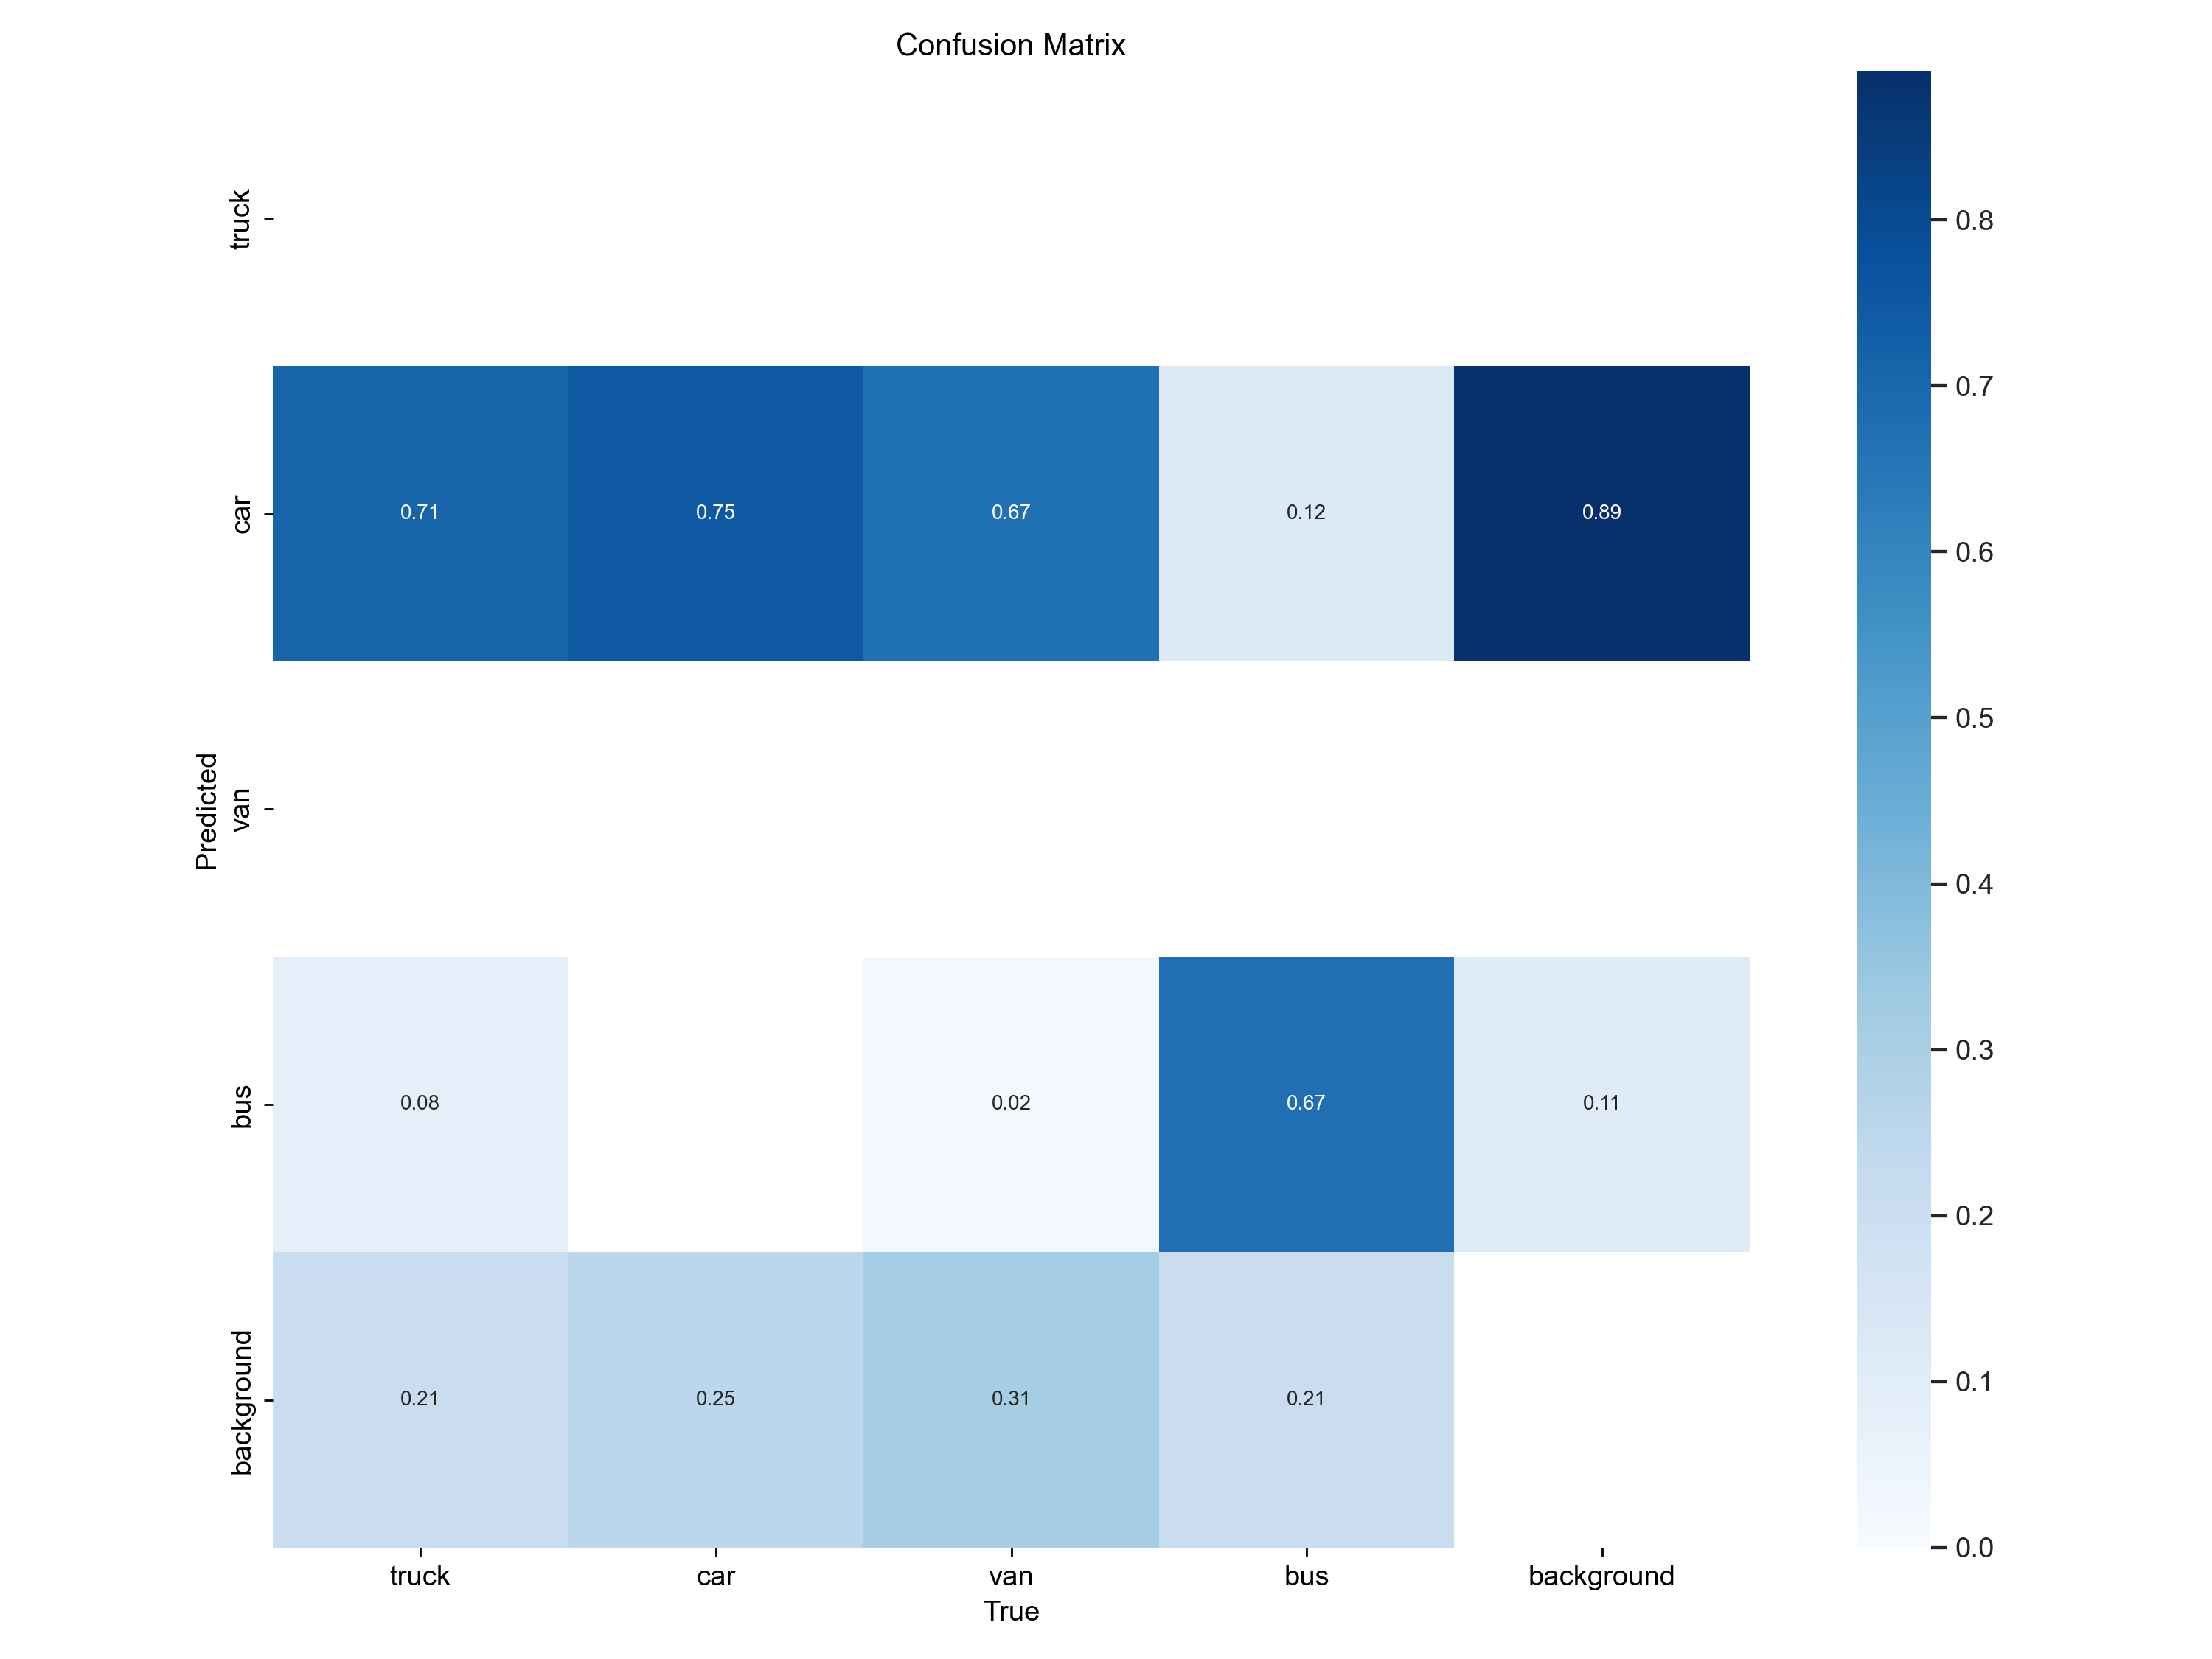 Confusion Matrix
truck
car
0.71 0.75 0.67 0.12 0.89
van
Predicted
bus
0.08 0.02 0.67 0.11
background
0.21 0.25 0.31 0.21
truck car van bus background
True
0.8
0.7
0.6
0.5
0.4
0.3
0.2
0.1
0.0